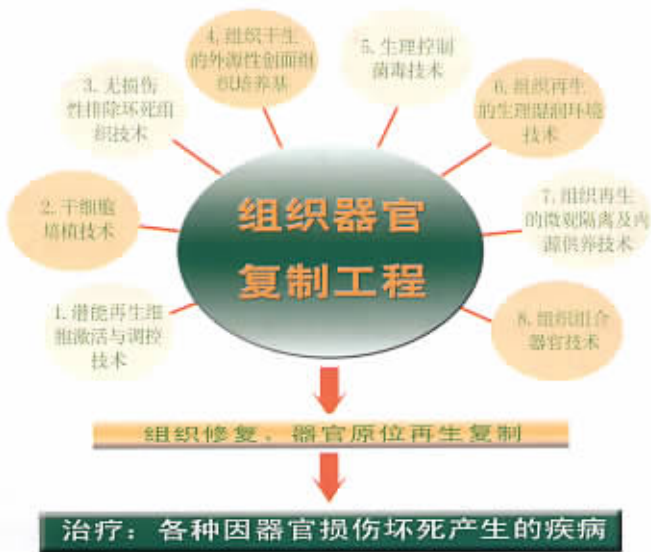 4. 组织干生
的外源性创面组
织培养基
5. 生理控制
菌毒技术
3. 无损伤
性排除坏死组
织技术
6. 组织再生
的生理湿润环境
技术
组织器官
复制工程
2. 干细胞
培植技术
7. 组织再生
的微观隔离及内
源供养技术
1. 潜能再生细
胞激活与调控
技术
8. 组织组合
器官技术
组织修复,器官原位再生复制
治疗:各种因器官损伤坏死产生的疾病